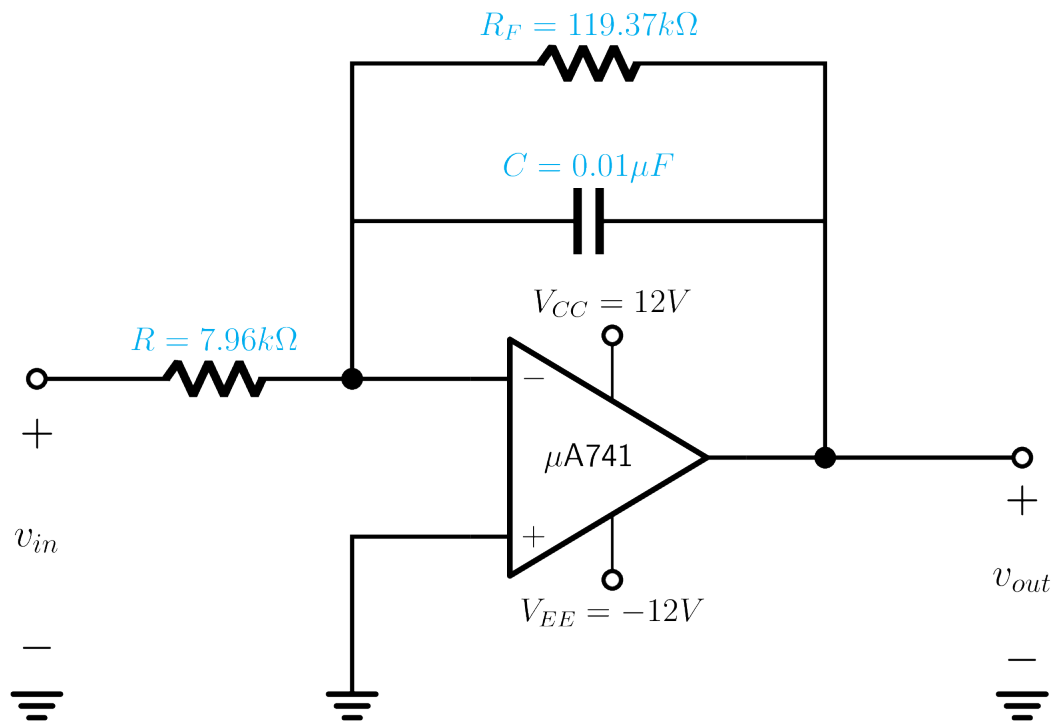 R_F = 119.37kΩ
C = 0.01μF
V_CC = 12V
R = 7.96kΩ
−
+
μA741
+
+
v_in
v_out
V_EE = −12V
−
−